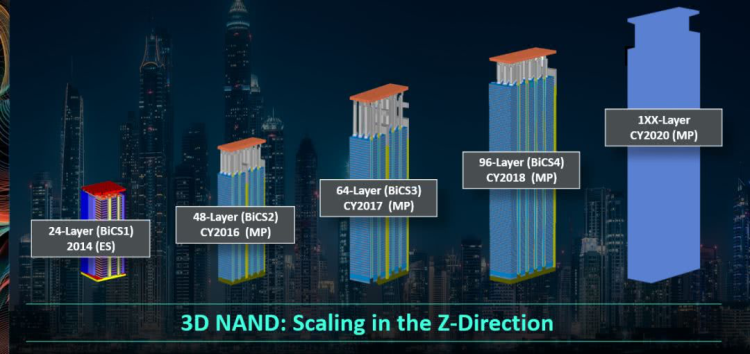 24-Layer (BiCS1)
2014 (ES)
48-Layer (BiCS2)
CY2016 (MP)
64-Layer (BiCS3)
CY2017 (MP)
96-Layer (BiCS4)
CY2018 (MP)
1XX-Layer
CY2020 (MP)
3D NAND: Scaling in the Z-Direction